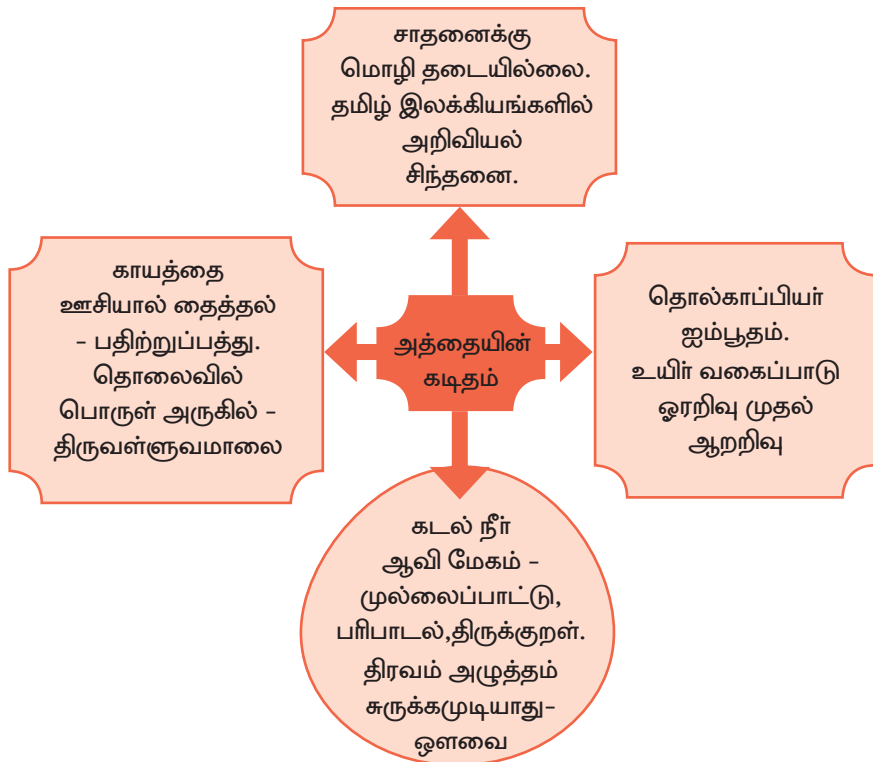 சாதனைக்கு
மொழி தடையில்லை.
தமிழ் இலக்கியங்களில்
அறிவியல்
சிந்தனை.
காயத்தை
ஊசியால் தைத்தல்
- பதிற்றுப்பத்து.
தொலைவில்
பொருள் அருகில் -
திருவள்ளுவமாலை
அத்தையின்
கடிதம்
தொல்காப்பியர்
ஐம்பூதம்.
உயிர் வகைப்பாடு
ஓரறிவு முதல்
ஆறறிவு
கடல் நீர்
ஆவி மேகம் -
முல்லைப்பாட்டு,
பரிபாடல்,திருக்குறள்.
திரவம் அழுத்தம்
சுருக்கமுடியாது-
ஔவை